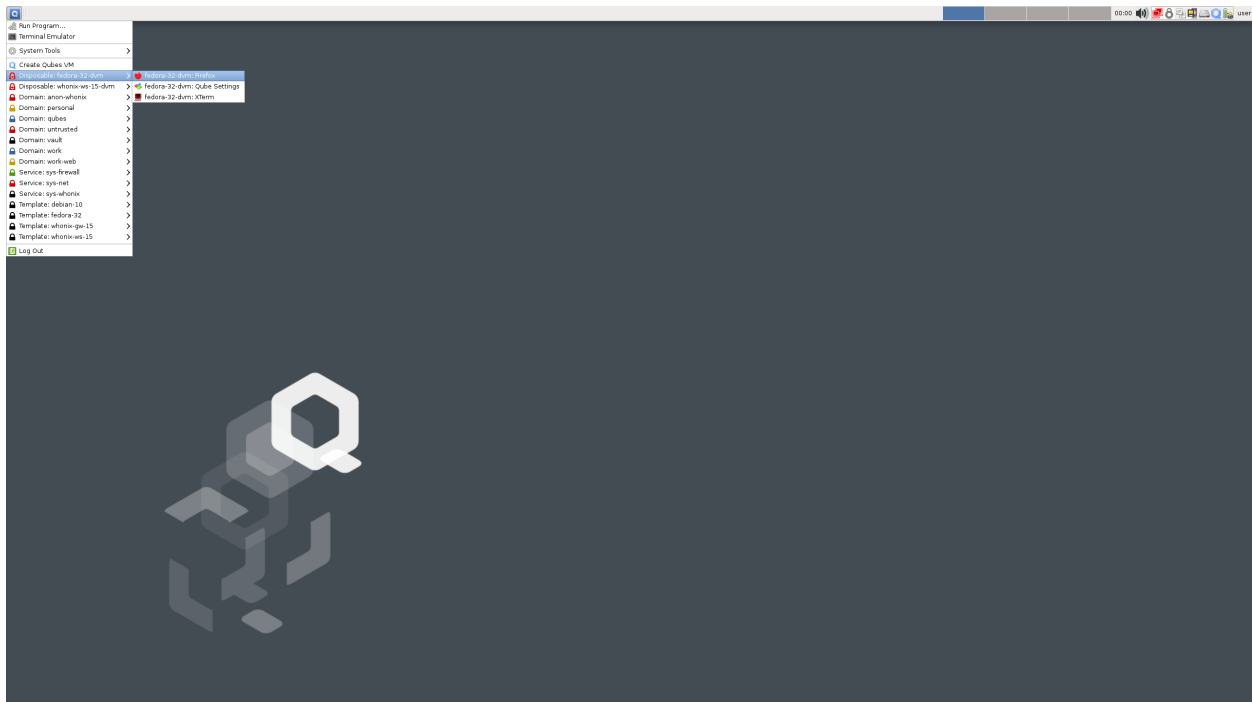 00:00 user
Run Program...
Terminal Emulator
System Tools
Create Qubes VM
Disposable: fedora-32-dvm
fedora-32-dvm: Firefox
Disposable: whonix-ws-15-dvm
fedora-32-dvm: Qube Settings
Domain: anon-whonix
fedora-32-dvm: XTerm
Domain: personal
Domain: qubes
Domain: untrusted
Domain: vault
Domain: work
Domain: work-web
Service: sys-firewall
Service: sys-net
Service: sys-whonix
Template: debian-10
Template: fedora-32
Template: whonix-gw-15
Template: whonix-ws-15
Log Out